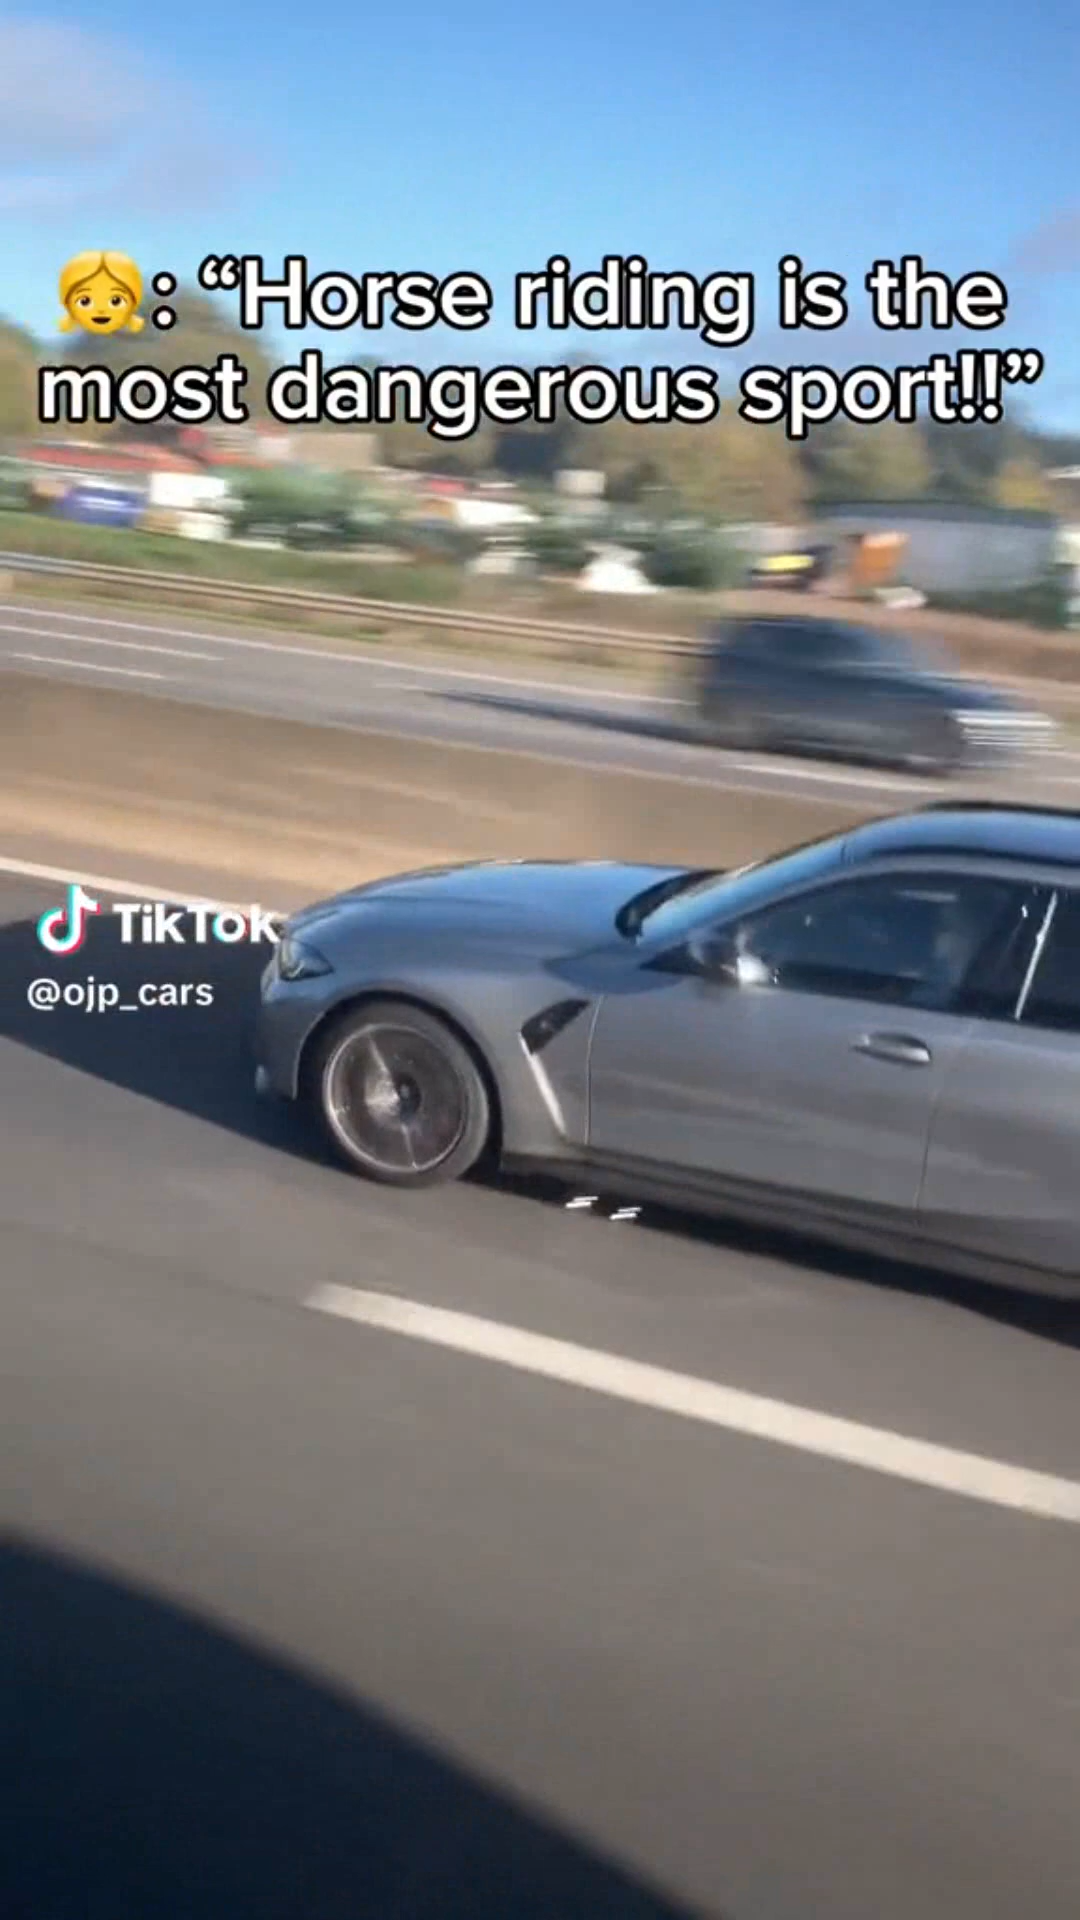 👧: “Horse riding is the
most dangerous sport!!”
TikTok
@ojp_cars